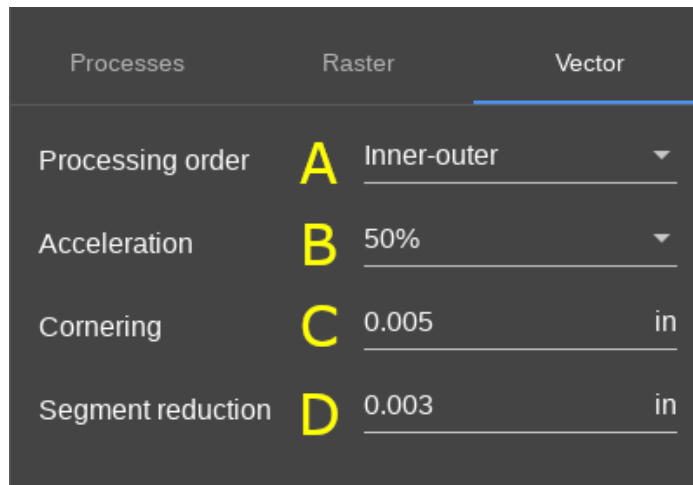 Processes Raster Vector
Processing order A Inner-outer
Acceleration B 50%
Cornering C 0.005 in
Segment reduction D 0.003 in